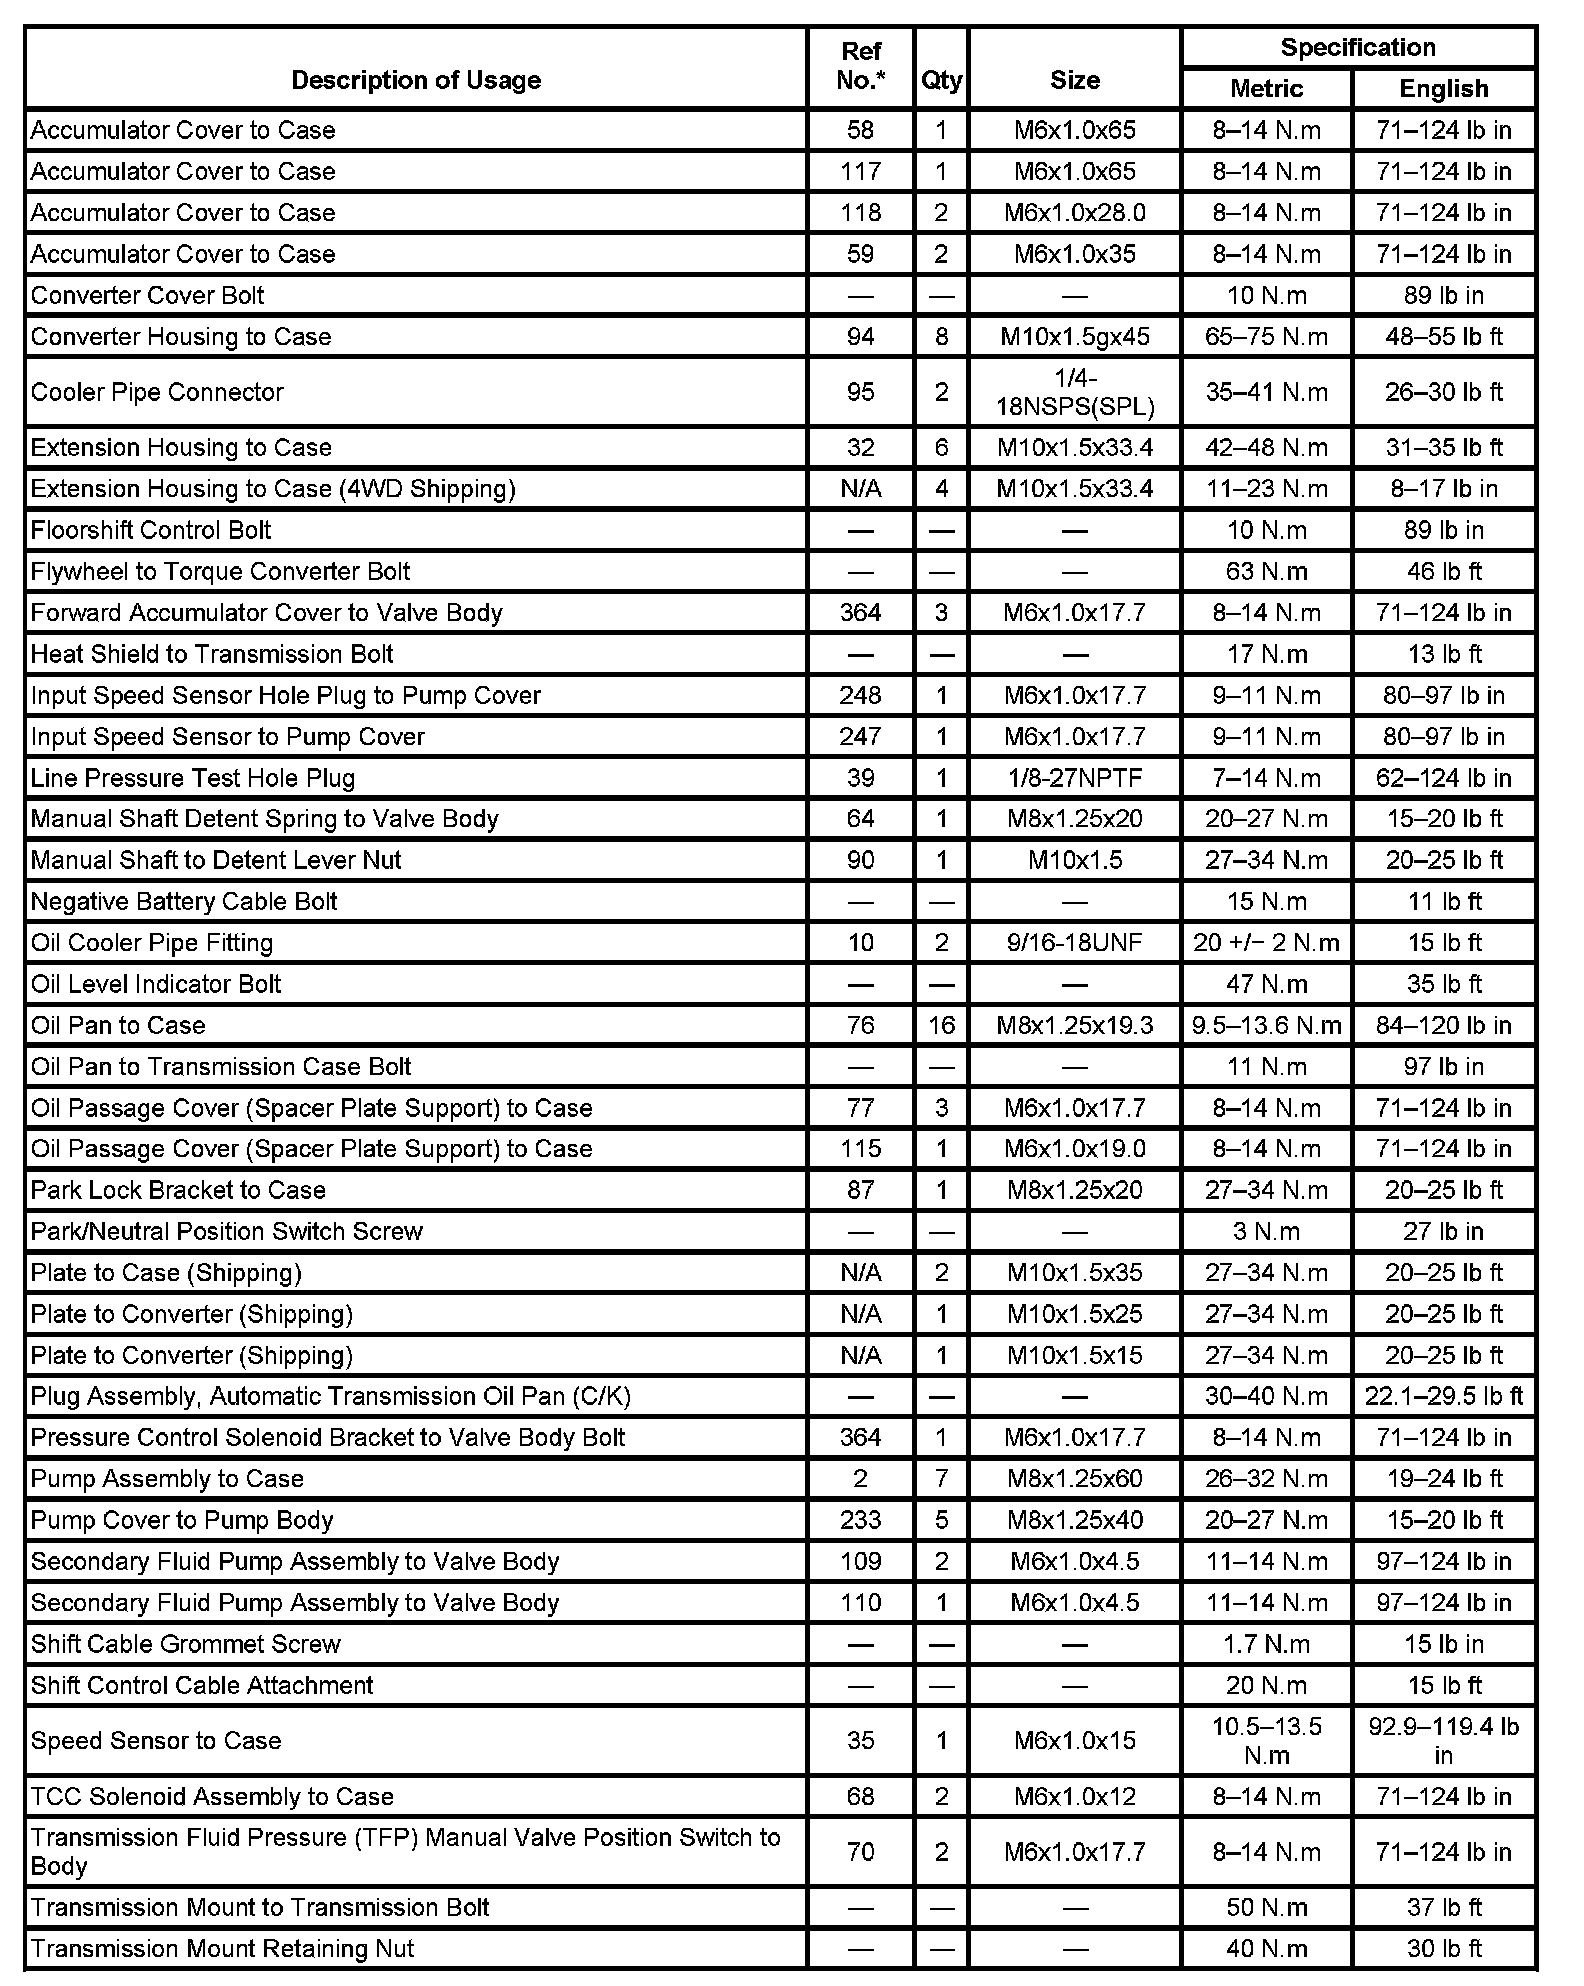 Description of Usage Ref No.* Qty Size Specification
Metric English
Accumulator Cover to Case 58 1 M6x1.0x65 8–14 N.m 71–124 lb in
Accumulator Cover to Case 117 1 M6x1.0x65 8–14 N.m 71–124 lb in
Accumulator Cover to Case 118 2 M6x1.0x28.0 8–14 N.m 71–124 lb in
Accumulator Cover to Case 59 2 M6x1.0x35 8–14 N.m 71–124 lb in
Converter Cover Bolt — — — 10 N.m 89 lb in
Converter Housing to Case 94 8 M10x1.5gx45 65–75 N.m 48–55 lb ft
Cooler Pipe Connector 95 2 1/4-18NSPS(SPL) 35–41 N.m 26–30 lb ft
Extension Housing to Case 32 6 M10x1.5x33.4 42–48 N.m 31–35 lb ft
Extension Housing to Case (4WD Shipping) N/A 4 M10x1.5x33.4 11–23 N.m 8–17 lb in
Floorshift Control Bolt — — — 10 N.m 89 lb in
Flywheel to Torque Converter Bolt — — — 63 N.m 46 lb ft
Forward Accumulator Cover to Valve Body 364 3 M6x1.0x17.7 8–14 N.m 71–124 lb in
Heat Shield to Transmission Bolt — — — 17 N.m 13 lb ft
Input Speed Sensor Hole Plug to Pump Cover 248 1 M6x1.0x17.7 9–11 N.m 80–97 lb in
Input Speed Sensor to Pump Cover 247 1 M6x1.0x17.7 9–11 N.m 80–97 lb in
Line Pressure Test Hole Plug 39 1 1/8-27NPTF 7–14 N.m 62–124 lb in
Manual Shaft Detent Spring to Valve Body 64 1 M8x1.25x20 20–27 N.m 15–20 lb ft
Manual Shaft to Detent Lever Nut 90 1 M10x1.5 27–34 N.m 20–25 lb ft
Negative Battery Cable Bolt — — — 15 N.m 11 lb ft
Oil Cooler Pipe Fitting 10 2 9/16-18UNF 20 +/− 2 N.m 15 lb ft
Oil Level Indicator Bolt — — — 47 N.m 35 lb ft
Oil Pan to Case 76 16 M8x1.25x19.3 9.5–13.6 N.m 84–120 lb in
Oil Pan to Transmission Case Bolt — — — 11 N.m 97 lb in
Oil Passage Cover (Spacer Plate Support) to Case 77 3 M6x1.0x17.7 8–14 N.m 71–124 lb in
Oil Passage Cover (Spacer Plate Support) to Case 115 1 M6x1.0x19.0 8–14 N.m 71–124 lb in
Park Lock Bracket to Case 87 1 M8x1.25x20 27–34 N.m 20–25 lb ft
Park/Neutral Position Switch Screw — — — 3 N.m 27 lb in
Plate to Case (Shipping) N/A 2 M10x1.5x35 27–34 N.m 20–25 lb ft
Plate to Converter (Shipping) N/A 1 M10x1.5x25 27–34 N.m 20–25 lb ft
Plate to Converter (Shipping) N/A 1 M10x1.5x15 27–34 N.m 20–25 lb ft
Plug Assembly, Automatic Transmission Oil Pan (C/K) — — — 30–40 N.m 22.1–29.5 lb ft
Pressure Control Solenoid Bracket to Valve Body Bolt 364 1 M6x1.0x17.7 8–14 N.m 71–124 lb in
Pump Assembly to Case 2 7 M8x1.25x60 26–32 N.m 19–24 lb ft
Pump Cover to Pump Body 233 5 M8x1.25x40 20–27 N.m 15–20 lb ft
Secondary Fluid Pump Assembly to Valve Body 109 2 M6x1.0x4.5 11–14 N.m 97–124 lb in
Secondary Fluid Pump Assembly to Valve Body 110 1 M6x1.0x4.5 11–14 N.m 97–124 lb in
Shift Cable Grommet Screw — — — 1.7 N.m 15 lb in
Shift Control Cable Attachment — — — 20 N.m 15 lb ft
Speed Sensor to Case 35 1 M6x1.0x15 10.5–13.5 N.m 92.9–119.4 lb in
TCC Solenoid Assembly to Case 68 2 M6x1.0x12 8–14 N.m 71–124 lb in
Transmission Fluid Pressure (TFP) Manual Valve Position Switch to Body 70 2 M6x1.0x17.7 8–14 N.m 71–124 lb in
Transmission Mount to Transmission Bolt — — — 50 N.m 37 lb ft
Transmission Mount Retaining Nut — — — 40 N.m 30 lb ft